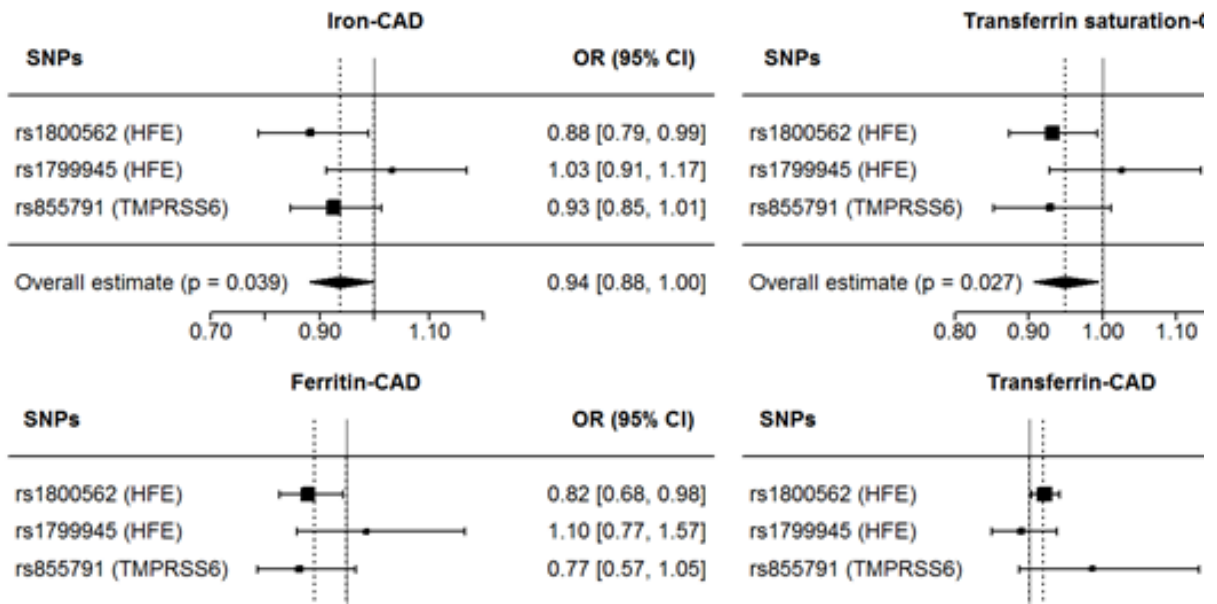 Iron-CAD
SNPs OR (95% CI)
rs1800562 (HFE) 0.88 [0.79, 0.99]
rs1799945 (HFE) 1.03 [0.91, 1.17]
rs855791 (TMPRSS6) 0.93 [0.85, 1.01]
Overall estimate (p = 0.039) 0.94 [0.88, 1.00]
0.70 0.90 1.10
Transferrin saturation-
SNPs
rs1800562 (HFE)
rs1799945 (HFE)
rs855791 (TMPRSS6)
Overall estimate (p = 0.027)
0.80 0.90 1.00 1.10
Ferritin-CAD
SNPs OR (95% CI)
rs1800562 (HFE) 0.82 [0.68, 0.98]
rs1799945 (HFE) 1.10 [0.77, 1.57]
rs855791 (TMPRSS6) 0.77 [0.57, 1.05]
Transferrin-CAD
SNPs
rs1800562 (HFE)
rs1799945 (HFE)
rs855791 (TMPRSS6)